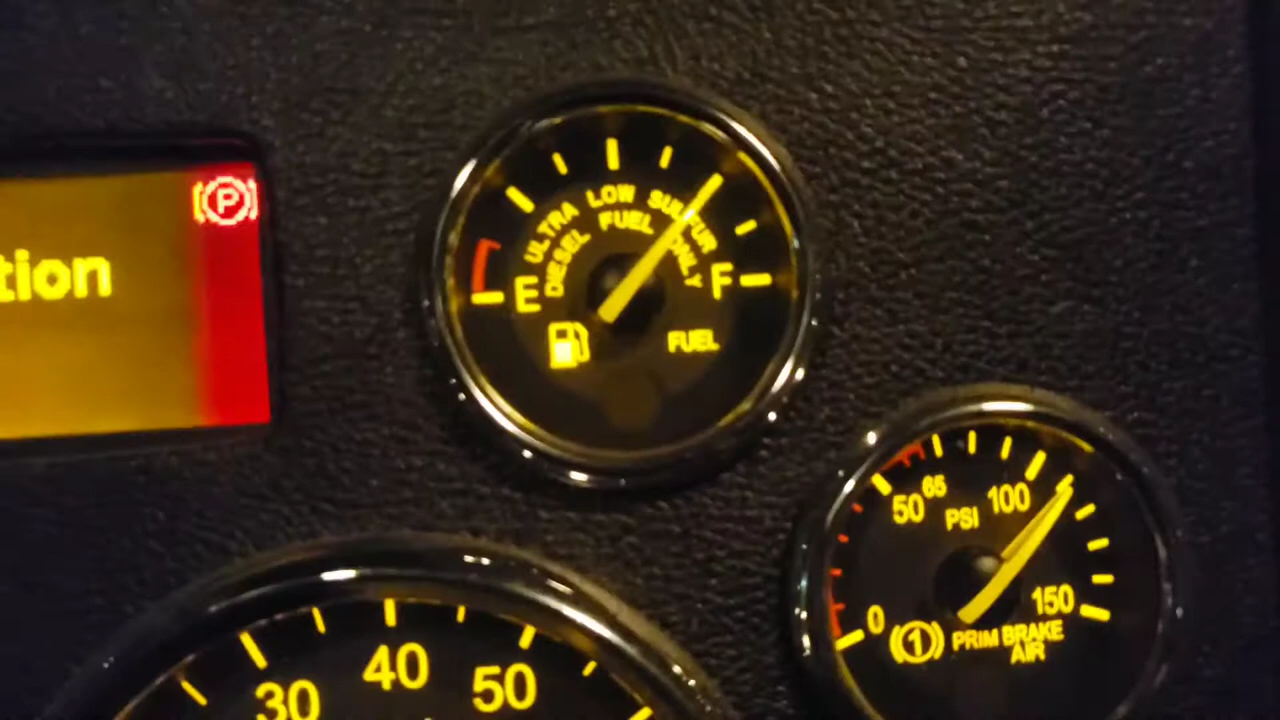 P
tion
ULTRA LOW SULFUR
DIESEL FUEL ONLY
E
F
FUEL
50
65
100
PSI
0
150
1
PRIM BRAKE
AIR
30
40
50